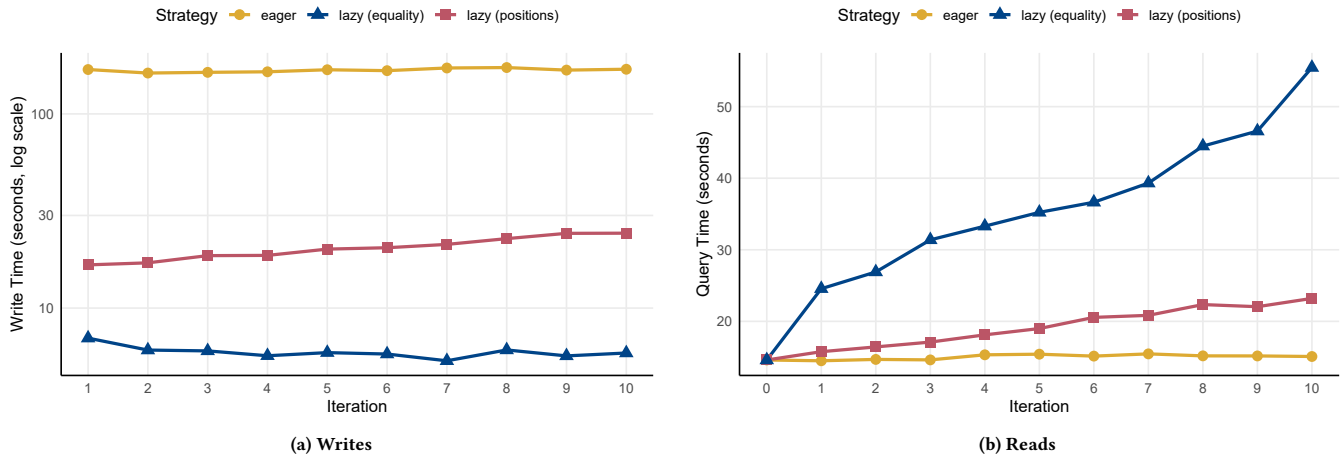 Strategy eager lazy (equality) lazy (positions)
Write Time (seconds, log scale)
100
30
10
1 2 3 4 5 6 7 8 9 10
Iteration
(a) Writes
Strategy eager lazy (equality) lazy (positions)
Query Time (seconds)
50
40
30
20
0 1 2 3 4 5 6 7 8 9 10
Iteration
(b) Reads